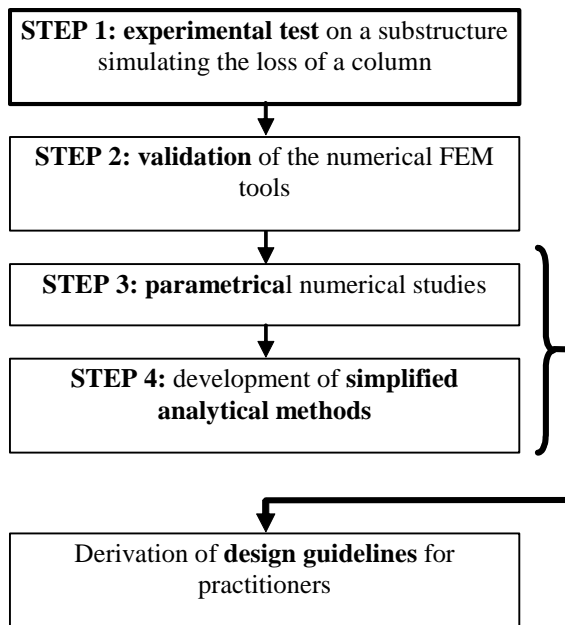 STEP 1: experimental test on a substructure
simulating the loss of a column
STEP 2: validation of the numerical FEM
tools
STEP 3: parametrical numerical studies
STEP 4: development of simplified
analytical methods
Derivation of design guidelines for
practitioners